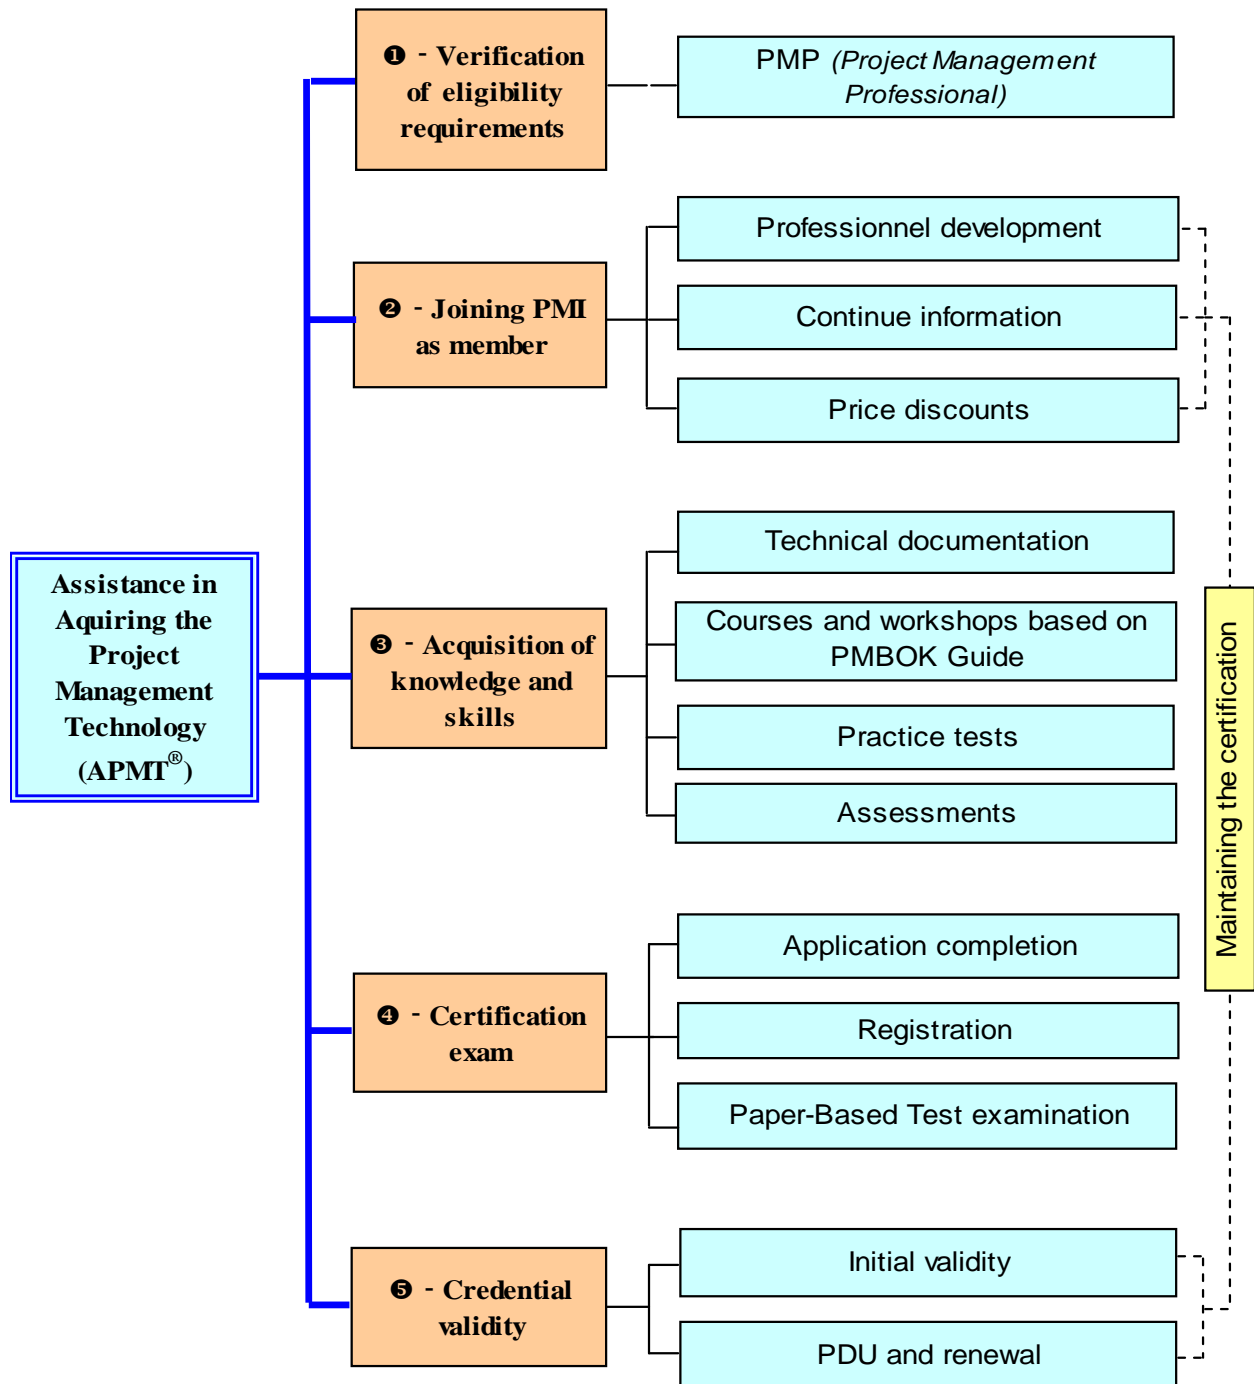 ❶ - Verification
of eligibility
requirements
PMP (Project Management
Professional)
❷ - Joining PMI
as member
Professionnel development
Continue information
Price discounts
Assistance in
Aquiring the
Project
Management
Technology
(APMT®)
❸ - Acquisition of
knowledge and
skills
Technical documentation
Courses and workshops based on
PMBOK Guide
Practice tests
Assessments
Maintaining the certification
❹ - Certification
exam
Application completion
Registration
Paper-Based Test examination
❺ - Credential
validity
Initial validity
PDU and renewal